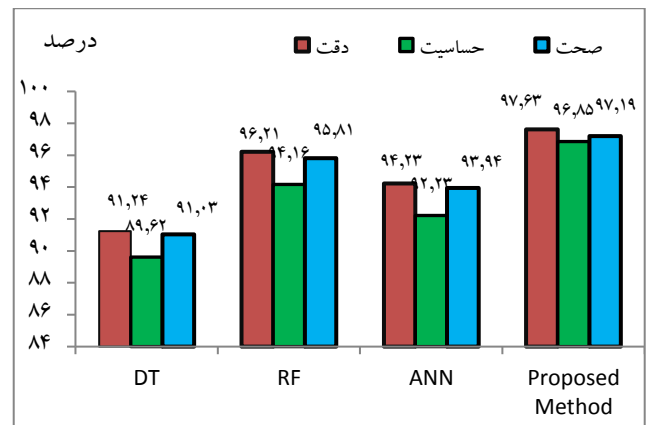 درصد
دقت حساسیت صحت
۱۰۰
۹۸
۹۶
۹۴
۹۲
۹۰
۸۸
۸۶
۸۴
۹۱,۲۴ ۸۹,۶۲ ۹۱,۰۳
۹۶,۲۱ ۹۴,۱۶ ۹۵,۸۱
۹۴,۲۳ ۹۲,۲۳ ۹۳,۹۴
۹۷,۶۳ ۹۶,۸۵ ۹۷,۱۹
DT RF ANN Proposed
Method